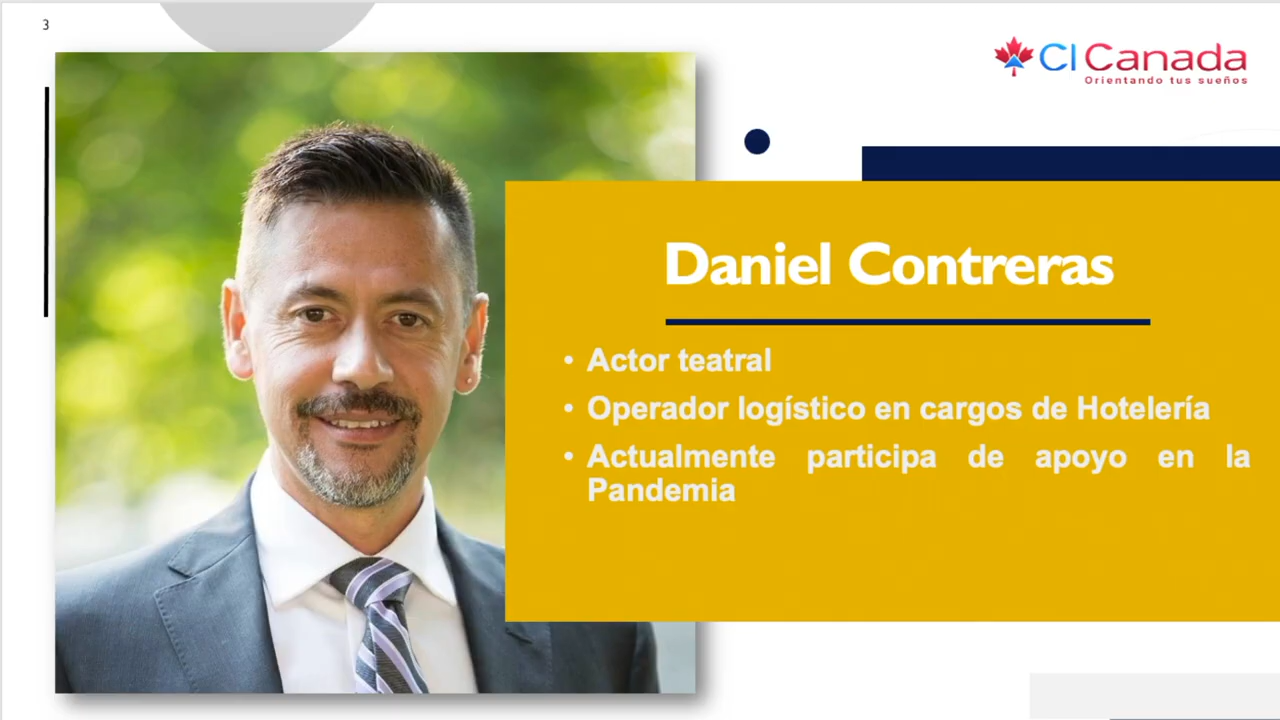 3
CI Canada
Orientando tus sueños
Daniel Contreras
• Actor teatral
• Operador logístico en cargos de Hotelería
• Actualmente participa de apoyo en la
Pandemia